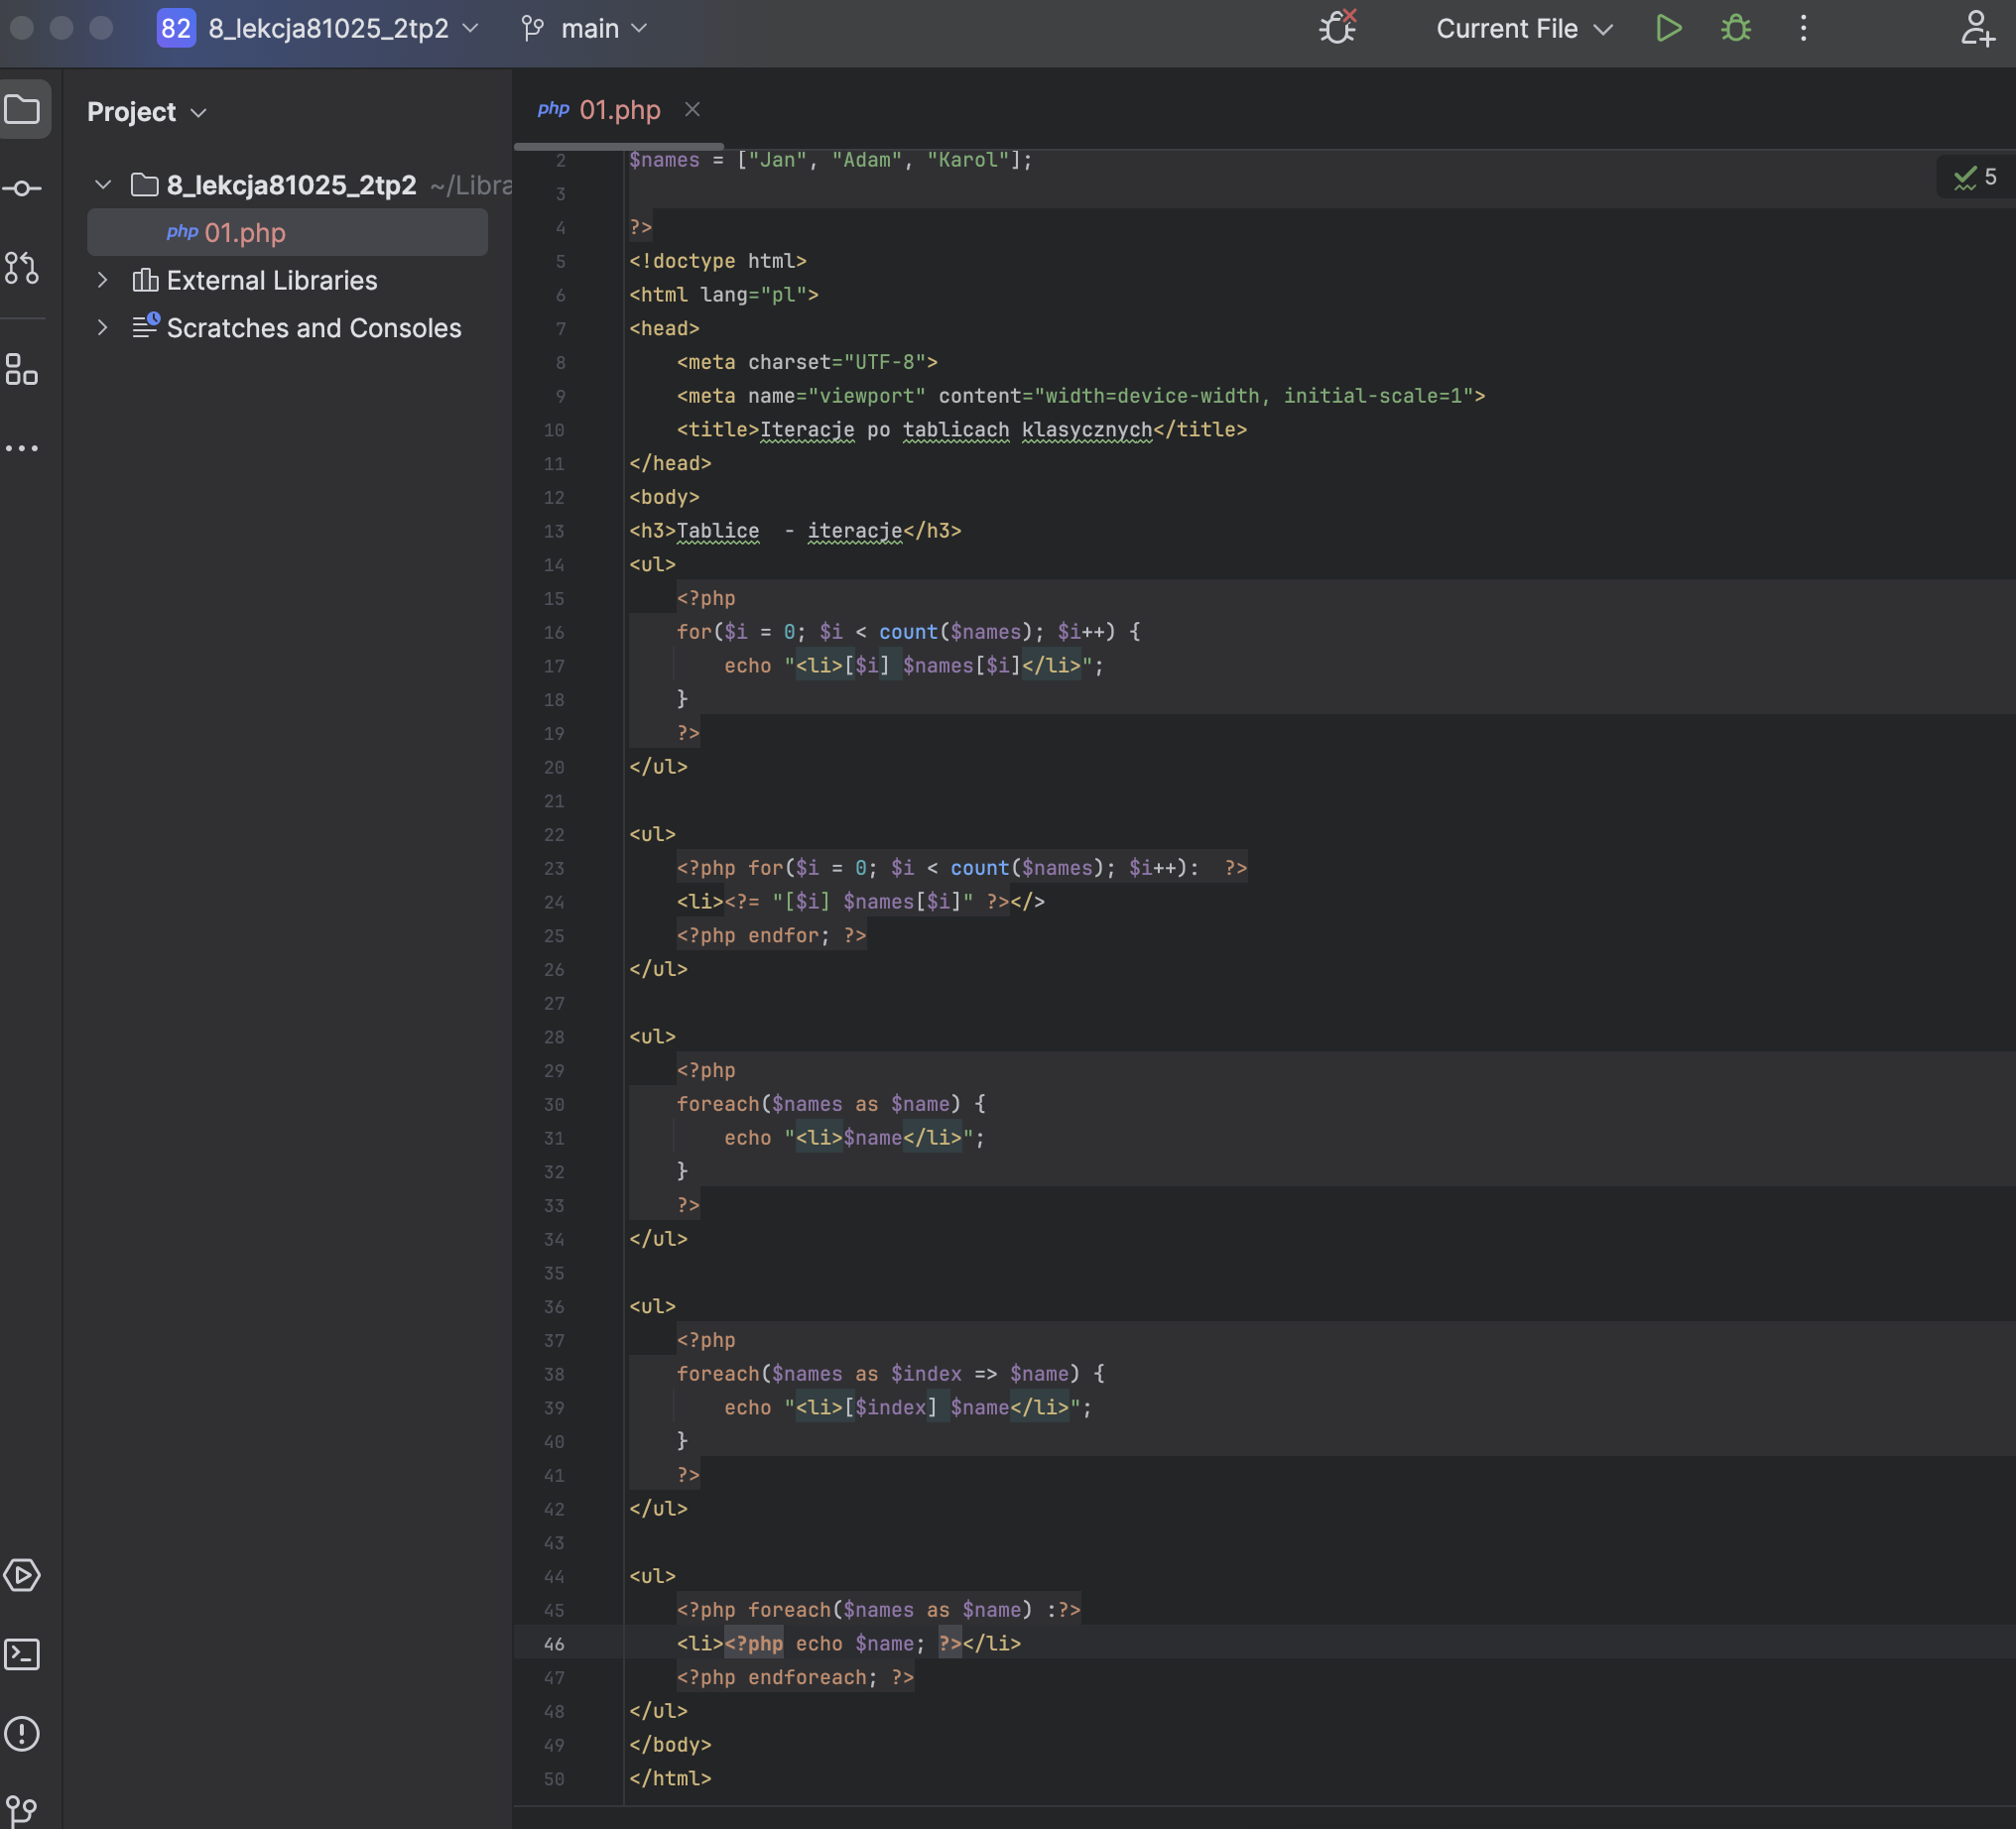 82 8_lekcja81025_2tp2 main Current File
Project
php 01.php
8_lekcja81025_2tp2 ~/Libra
php 01.php
External Libraries
Scratches and Consoles
5
2 $names = ["Jan", "Adam", "Karol"];
3
4 ?>
5 <!doctype html>
6 <html lang="pl">
7 <head>
8     <meta charset="UTF-8">
9     <meta name="viewport" content="width=device-width, initial-scale=1">
10     <title>Iteracje po tablicach klasycznych</title>
11 </head>
12 <body>
13 <h3>Tablice  - iteracje</h3>
14 <ul>
15     <?php
16     for($i = 0; $i < count($names); $i++) {
17         echo "<li>[$i] $names[$i]</li>";
18     }
19     ?>
20 </ul>
21
22 <ul>
23     <?php for($i = 0; $i < count($names); $i++):  ?>
24     <li><?= "[$i] $names[$i]" ?></>
25     <?php endfor; ?>
26 </ul>
27
28 <ul>
29     <?php
30     foreach($names as $name) {
31         echo "<li>$name</li>";
32     }
33     ?>
34 </ul>
35
36 <ul>
37     <?php
38     foreach($names as $index => $name) {
39         echo "<li>[$index] $name</li>";
40     }
41     ?>
42 </ul>
43
44 <ul>
45     <?php foreach($names as $name) :?>
46     <li><?php echo $name; ?></li>
47     <?php endforeach; ?>
48 </ul>
49 </body>
50 </html>